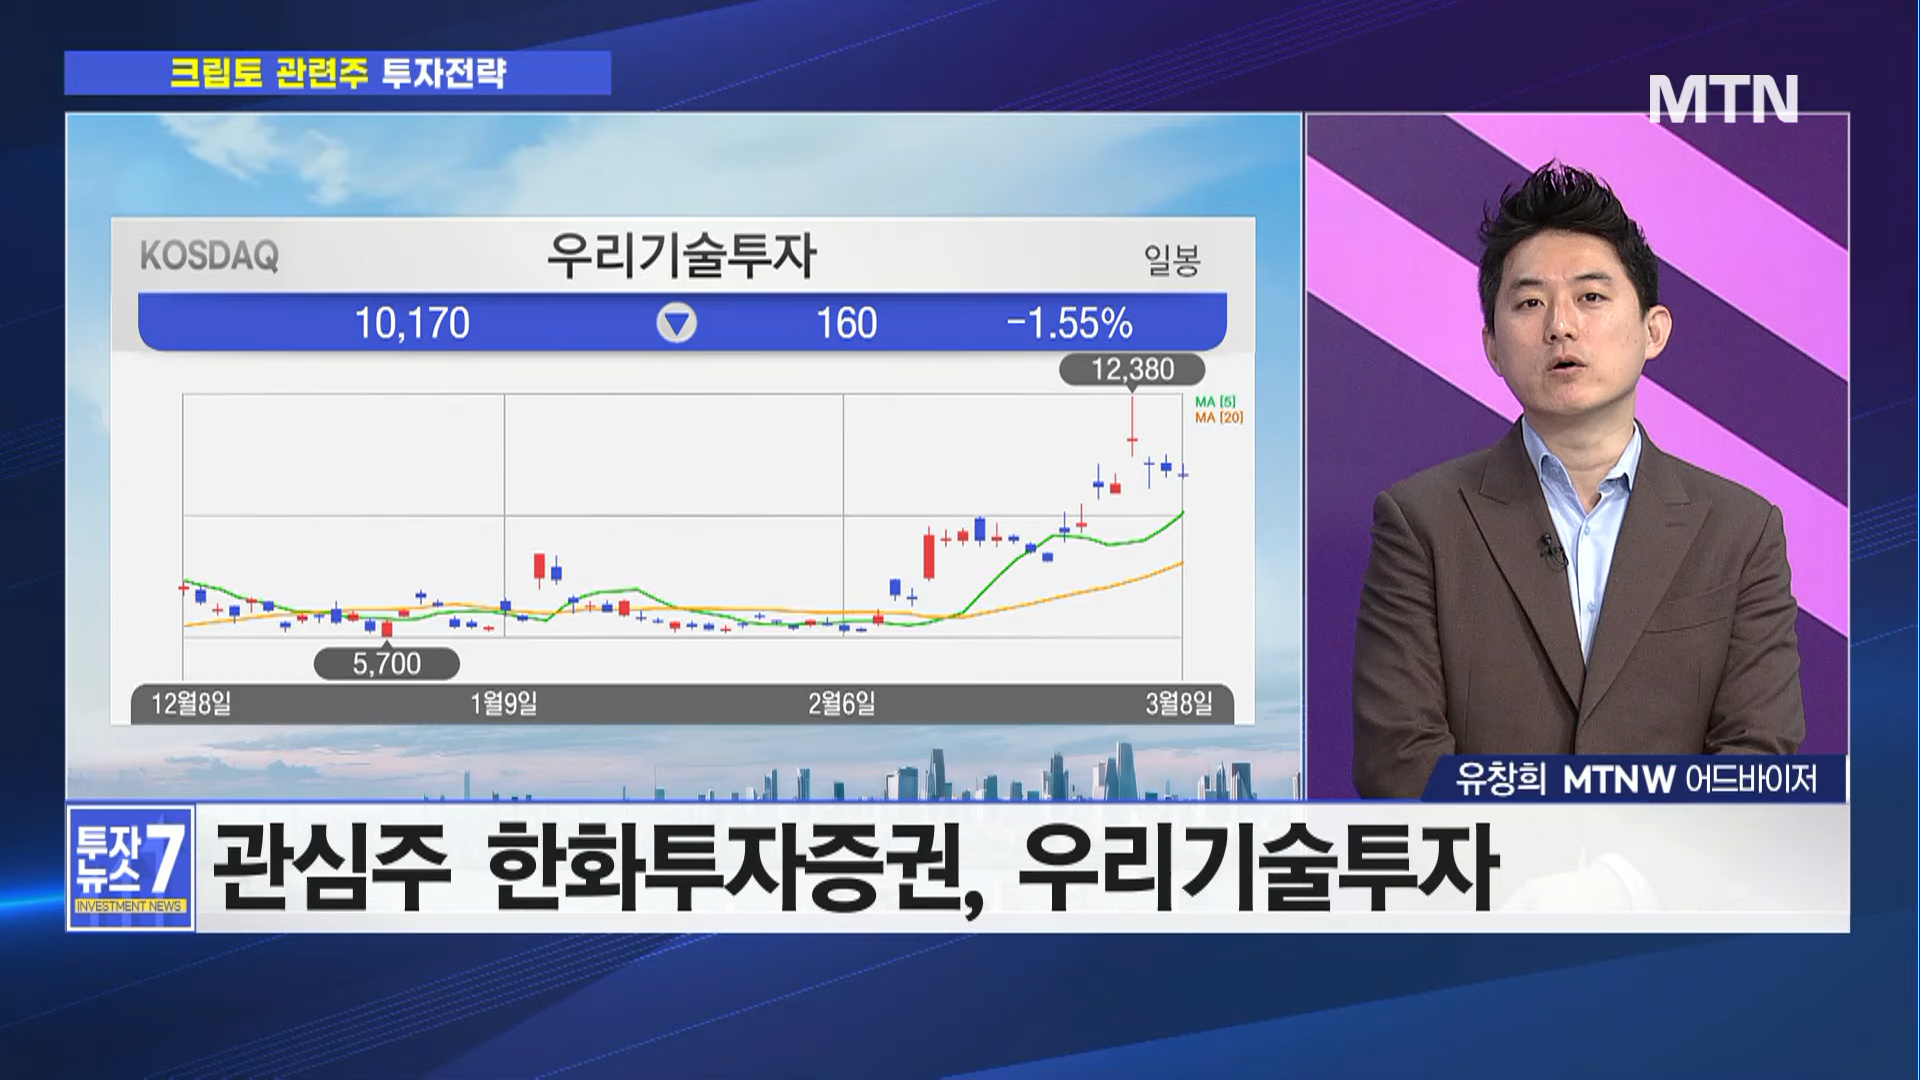 크립토 관련주 투자전략
MTN
KOSDAQ 우리기술투자 일봉
10,170 ▼ 160 -1.55%
12,380
MA [5]
MA [20]
5,700
12월8일 1월9일 2월6일 3월8일
유창희 MTNW 어드바이저
투자
뉴스 7
INVESTMENT NEWS
관심주 한화투자증권, 우리기술투자